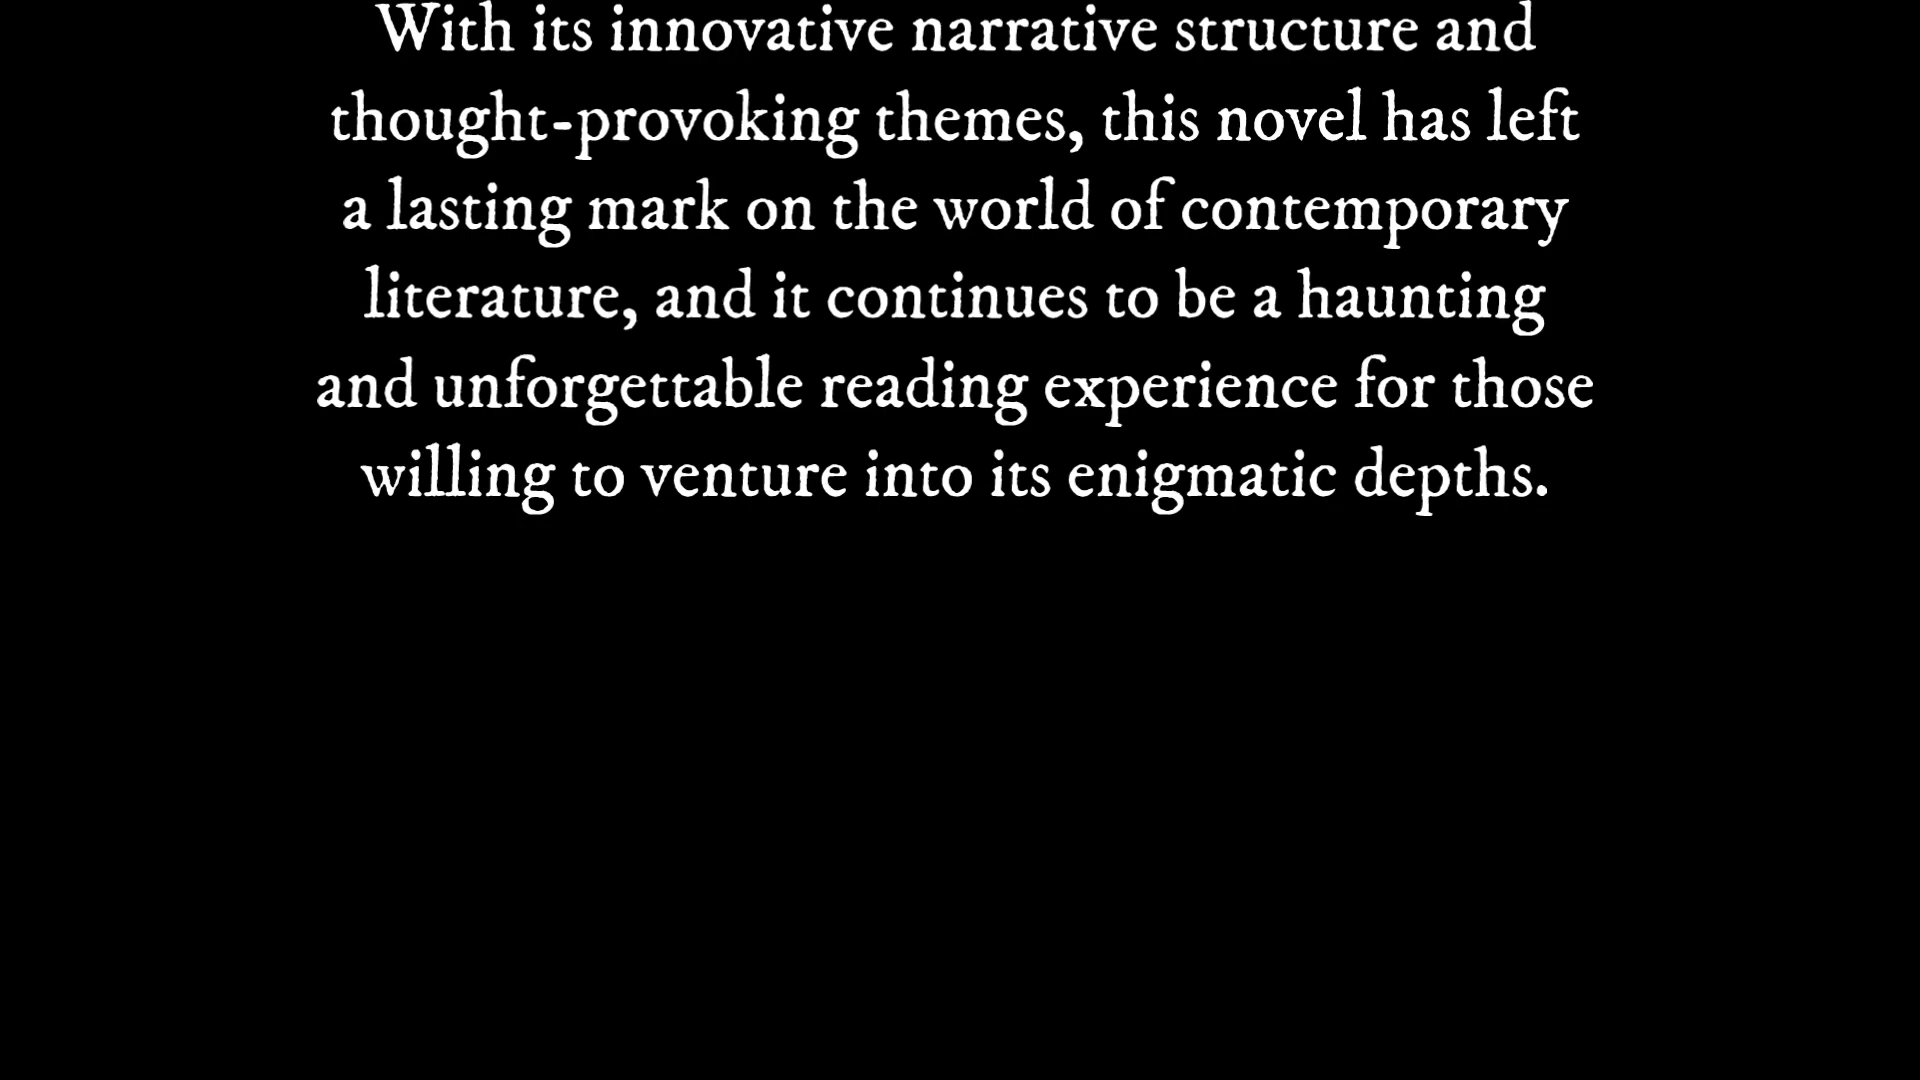 With its innovative narrative structure and
thought-provoking themes, this novel has left
a lasting mark on the world of contemporary
literature, and it continues to be a haunting
and unforgettable reading experience for those
willing to venture into its enigmatic depths.